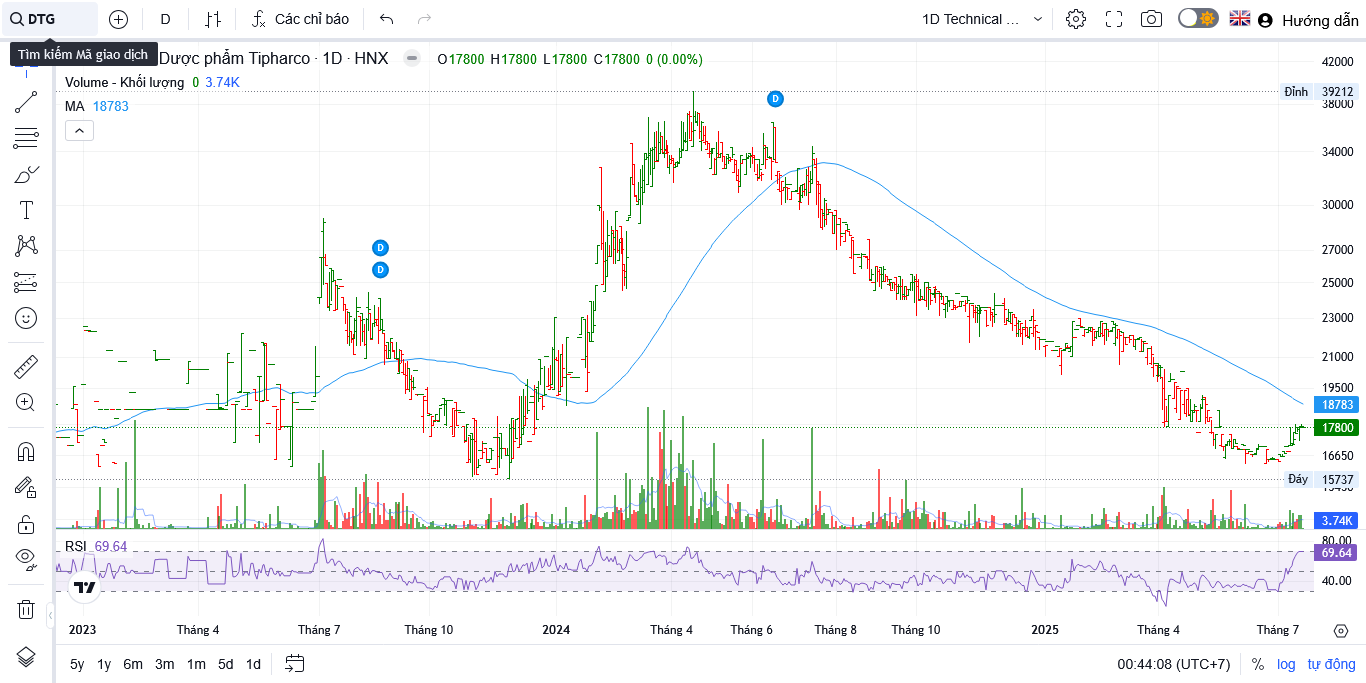 DTG
D
Các chỉ báo
1D Technical ...
Hướng dẫn
Tìm kiếm Mã giao dịch
Dược phẩm Tipharco · 1D · HNX
O17800 H17800 L17800 C17800 0 (0.00%)
Volume - Khối lượng 0 3.74K
MA 18783
42000
Đỉnh 39212
38000
34000
30000
27000
25000
23000
21000
19500
18783
17800
16650
Đáy 15737
3.74K
RSI 69.64
80.00
69.64
40.00
D
D
D
2023
Tháng 4
Tháng 7
Tháng 10
2024
Tháng 4
Tháng 6
Tháng 8
Tháng 10
2025
Tháng 4
Tháng 7
5y 1y 6m 3m 1m 5d 1d
00:44:08 (UTC+7)
% log tự động